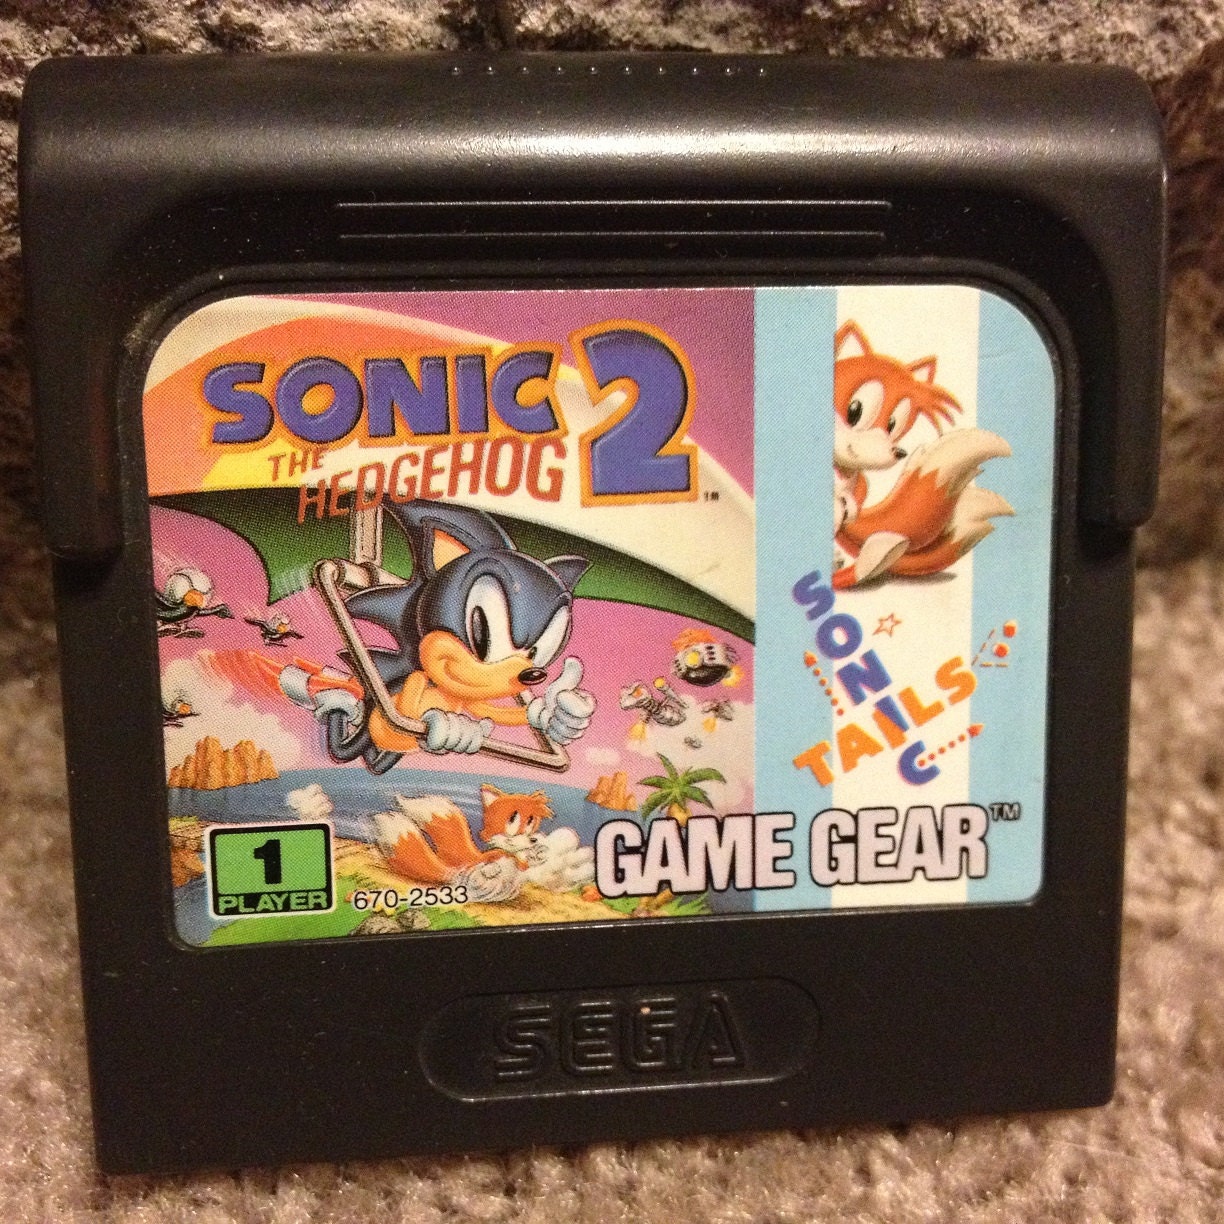 SONIC 2
THE
HEDGEHOG
TM
SONIC
TAILS
GAME GEAR™
1
PLAYER
670-2533
SEGA